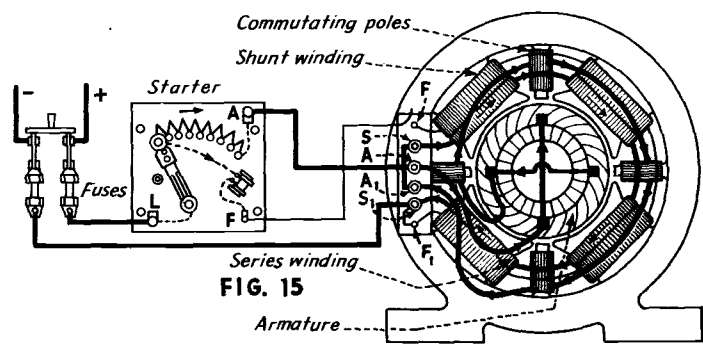 Commutating poles
Shunt winding
Starter
- +
A
F
S
A
A1
S1
Fuses
L
F
F1
Series winding
FIG. 15
Armature